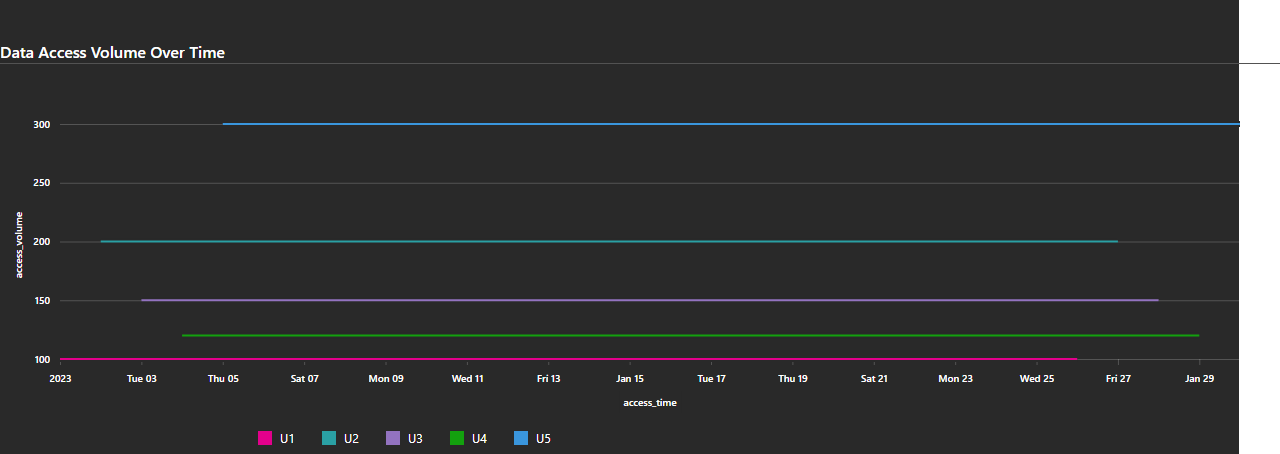 Data Access Volume Over Time
300
250
200
150
100
access_volume
2023 Tue 03 Thu 05 Sat 07 Mon 09 Wed 11 Fri 13 Jan 15 Tue 17 Thu 19 Sat 21 Mon 23 Wed 25 Fri 27 Jan 29
access_time
U1 U2 U3 U4 U5